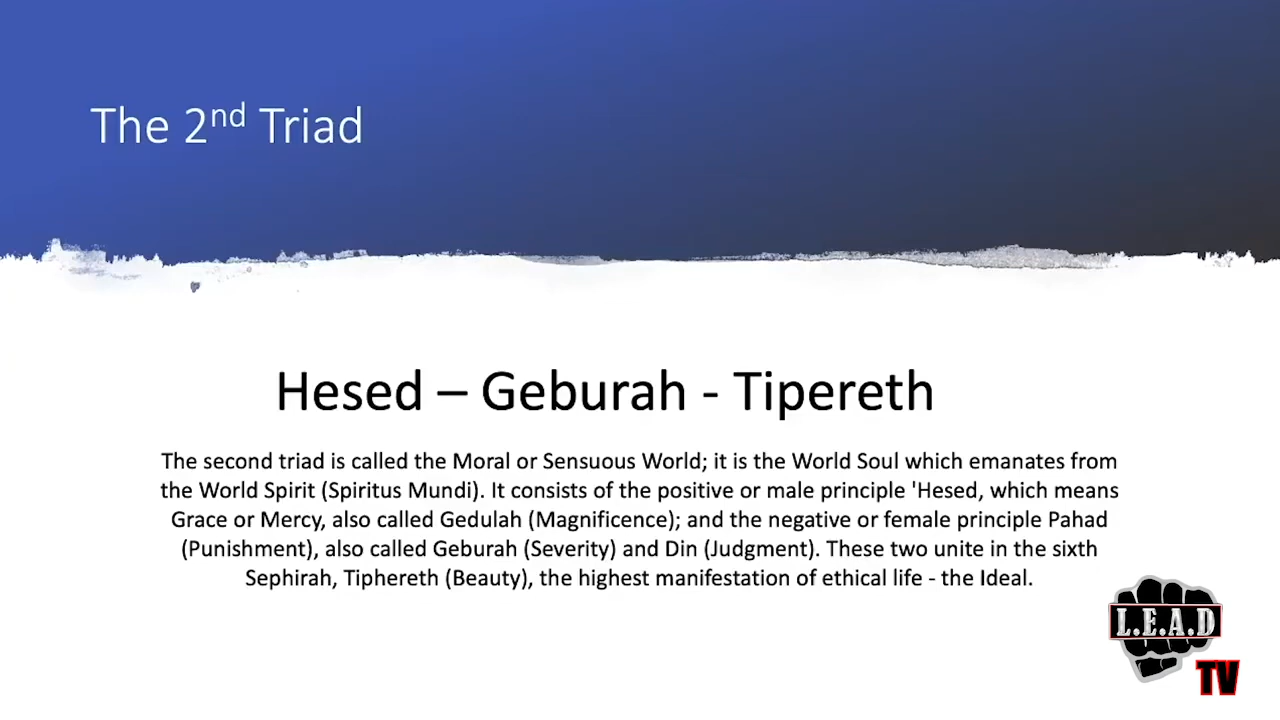 The 2nd Triad
Hesed – Geburah - Tipereth
The second triad is called the Moral or Sensuous World; it is the World Soul which emanates from
the World Spirit (Spiritus Mundi). It consists of the positive or male principle 'Hesed, which means
Grace or Mercy, also called Gedulah (Magnificence); and the negative or female principle Pahad
(Punishment), also called Geburah (Severity) and Din (Judgment). These two unite in the sixth
Sephirah, Tiphereth (Beauty), the highest manifestation of ethical life - the Ideal.
L.E.A.D
TV